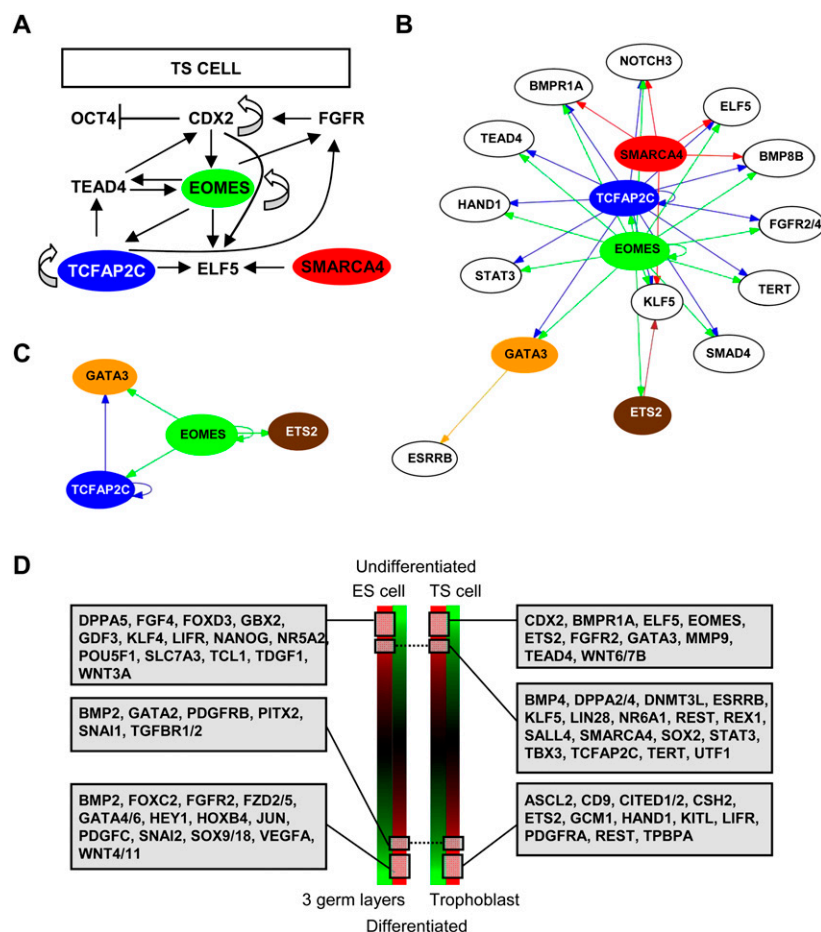 A
TS CELL
OCT4 CDX2 FGFR
TEAD4 EOMES
TCFAP2C ELF5 SMARCA4
B
NOTCH3
BMPR1A
ELF5
TEAD4
SMARCA4
BMP8B
TCFAP2C
HAND1
FGFR2/4
EOMES
STAT3
TERT
KLF5
GATA3
SMAD4
ETS2
ESRRB
C
GATA3
EOMES
ETS2
TCFAP2C
D
Undifferentiated
ES cell TS cell
DPPA5, FGF4, FOXD3, GBX2,
GDF3, KLF4, LIFR, NANOG, NR5A2,
POU5F1, SLC7A3, TCL1, TDGF1,
WNT3A
BMP2, GATA2, PDGFRB, PITX2,
SNAI1, TGFBR1/2
BMP2, FOXC2, FGFR2, FZD2/5,
GATA4/6, HEY1, HOXB4, JUN,
PDGFC, SNAI2, SOX9/18, VEGFA,
WNT4/11
CDX2, BMPR1A, ELF5, EOMES,
ETS2, FGFR2, GATA3, MMP9,
TEAD4, WNT6/7B
BMP4, DPPA2/4, DNMT3L, ESRRB,
KLF5, LIN28, NR6A1, REST, REX1,
SALL4, SMARCA4, SOX2, STAT3,
TBX3, TCFAP2C, TERT, UTF1
ASCL2, CD9, CITED1/2, CSH2,
ETS2, GCM1, HAND1, KITL, LIFR,
PDGFRA, REST, TPBPA
3 germ layers Trophoblast
Differentiated